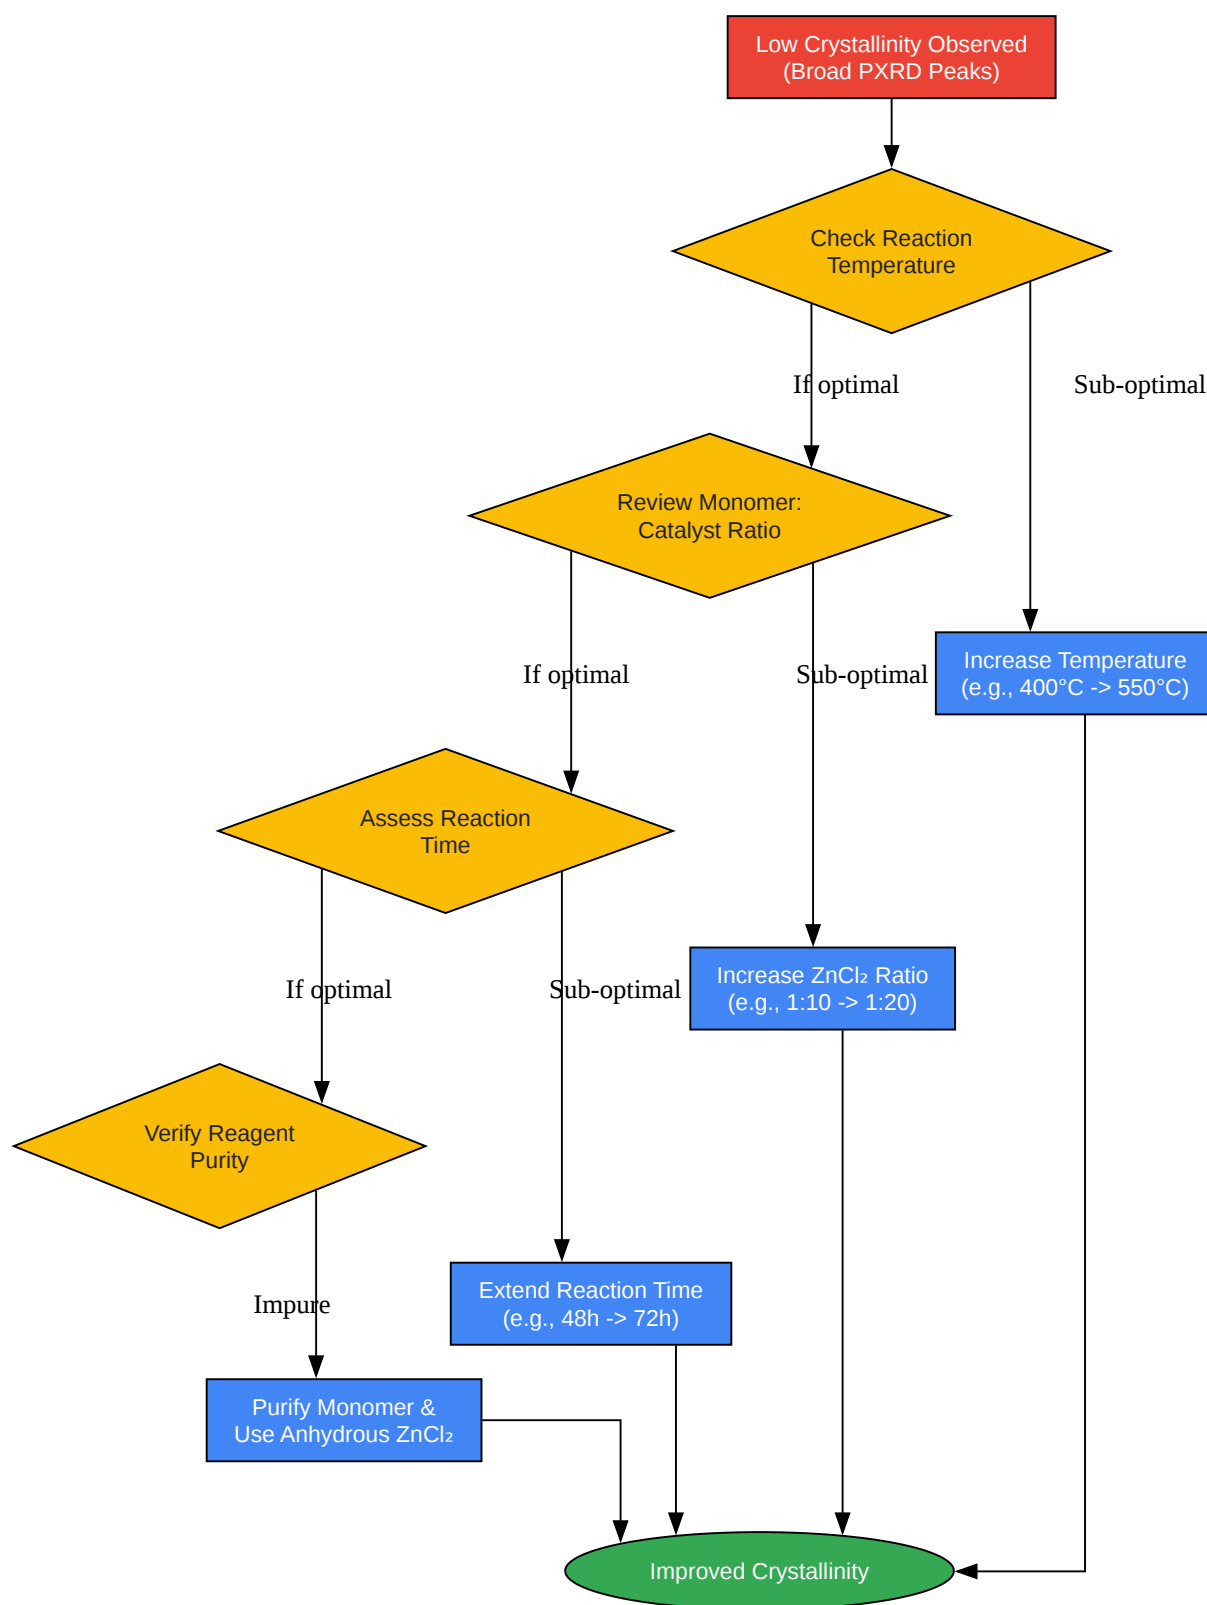 Low Crystallinity Observed
(Broad PXRD Peaks)
Check Reaction
Temperature
If optimal
Sub-optimal
Review Monomer:
Catalyst Ratio
Increase Temperature
(e.g., 400°C -> 550°C)
If optimal
Sub-optimal
Assess Reaction
Time
If optimal
Sub-optimal
Increase ZnCl₂ Ratio
(e.g., 1:10 -> 1:20)
Verify Reagent
Purity
Impure
Extend Reaction Time
(e.g., 48h -> 72h)
Purify Monomer &
Use Anhydrous ZnCl₂
Improved Crystallinity